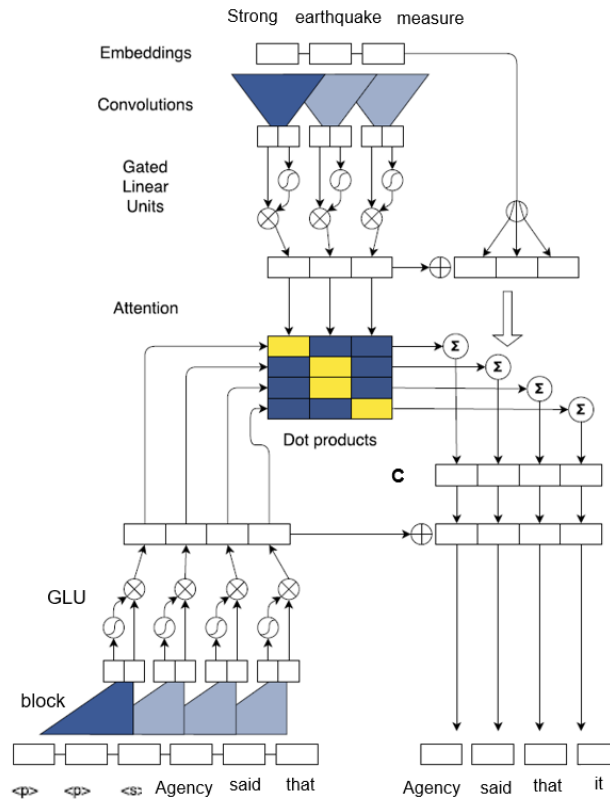 Strong earthquake measure
Embeddings
Convolutions
Gated
Linear
Units
Attention
Σ
Σ
Σ
Σ
Dot products
C
GLU
block
<p> <p> <s: Agency said that
Agency said that it